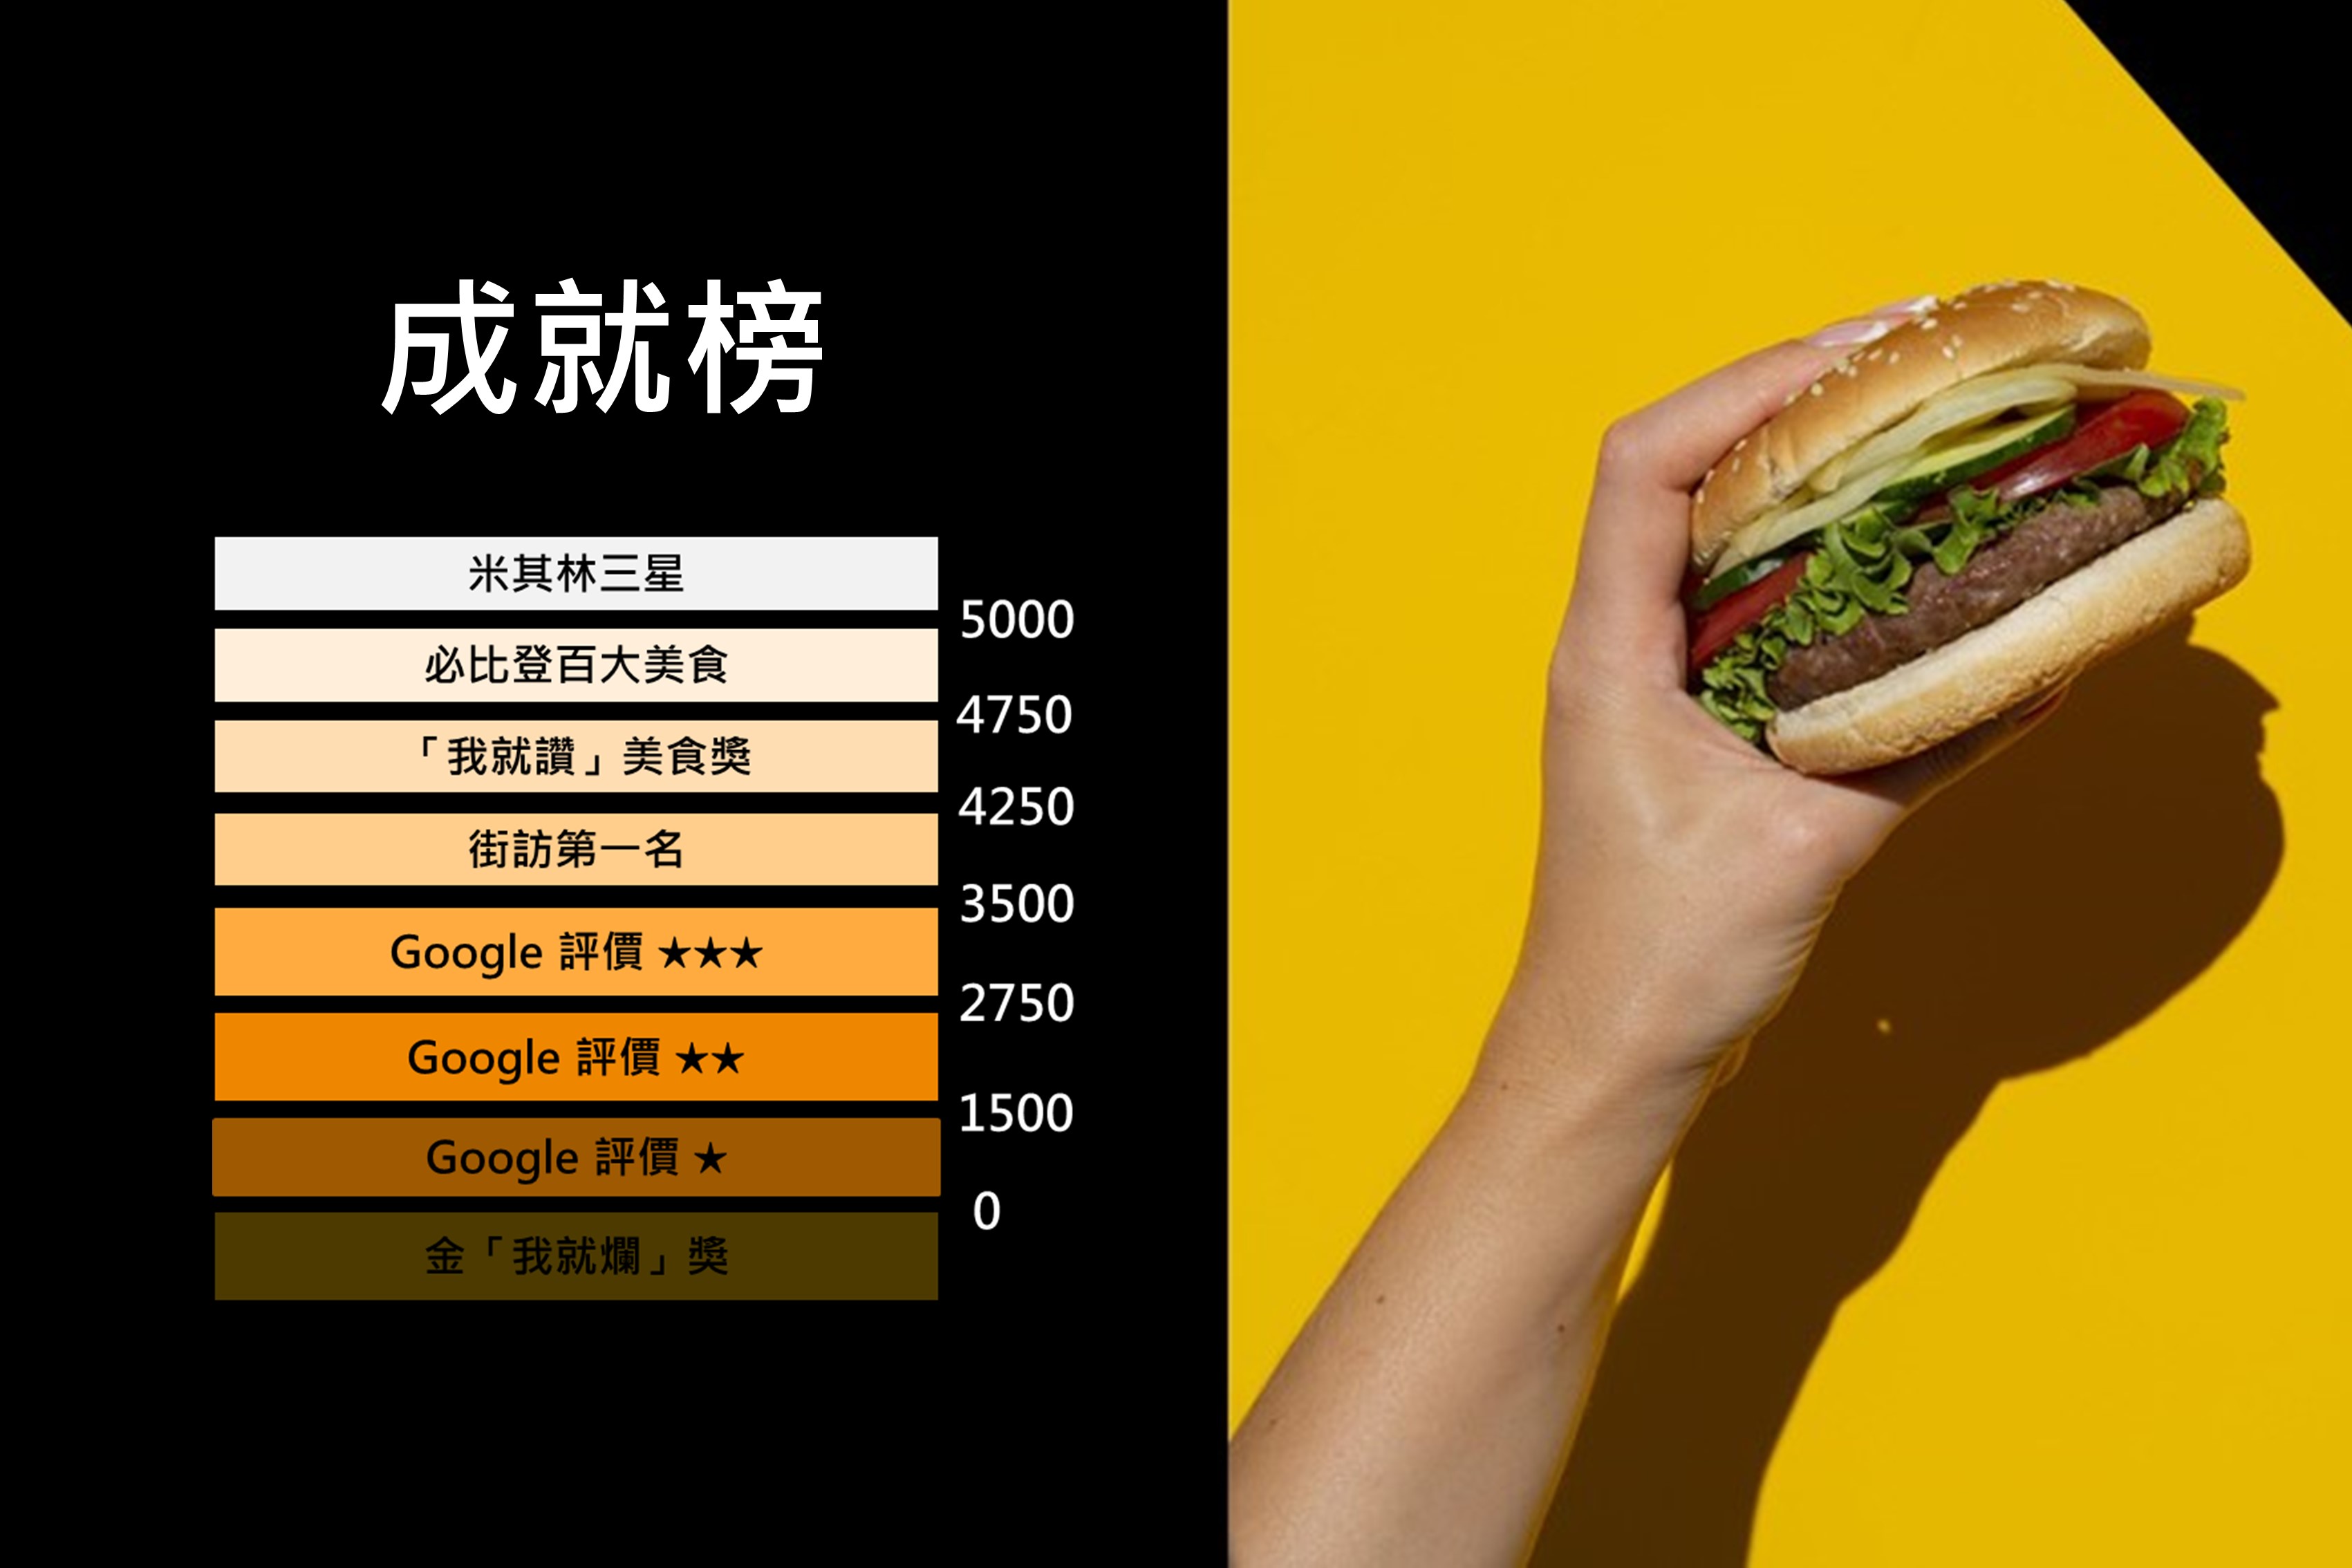 成就榜
米其林三星
5000
必比登百大美食
4750
「我就讚」美食獎
4250
街訪第一名
3500
Google 評價 ★★★
2750
Google 評價 ★★
1500
Google 評價 ★
0
金「我就爛」獎